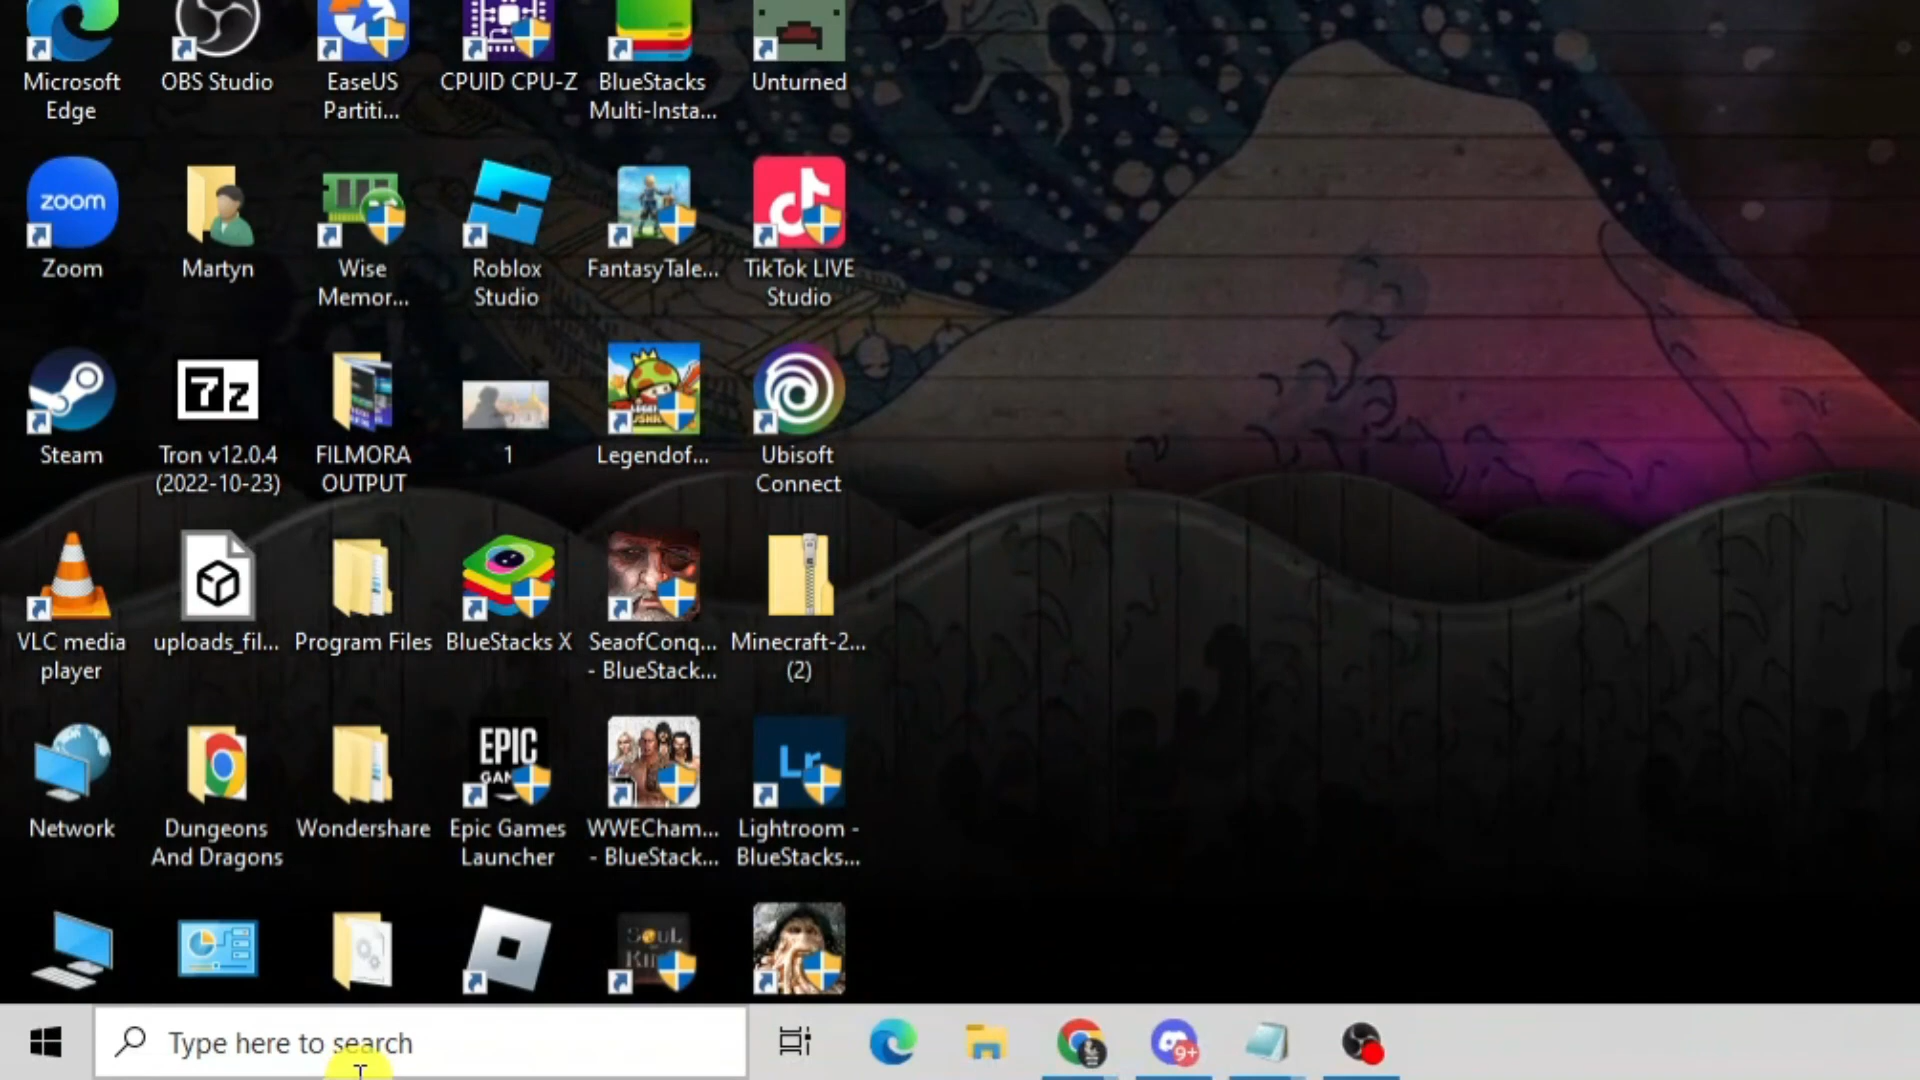 Microsoft
Edge
OBS Studio
EaseUS
Partiti...
CPUID CPU-Z
BlueStacks
Multi-Insta...
Unturned
zoom
Zoom
Martyn
Wise
Memor...
Roblox
Studio
FantasyTale...
TikTok LIVE
Studio
Steam
7z
Tron v12.0.4
(2022-10-23)
FILMORA
OUTPUT
1
Legendof...
Ubisoft
Connect
VLC media
player
uploads_fil...
Program Files
BlueStacks X
SeaofConq...
- BlueStack...
Minecraft-2...
(2)
Network
Dungeons
And Dragons
Wondershare
EPIC
Epic Games
Launcher
WWECham...
- BlueStack...
Lr
Lightroom -
BlueStacks...
Type here to search
9+